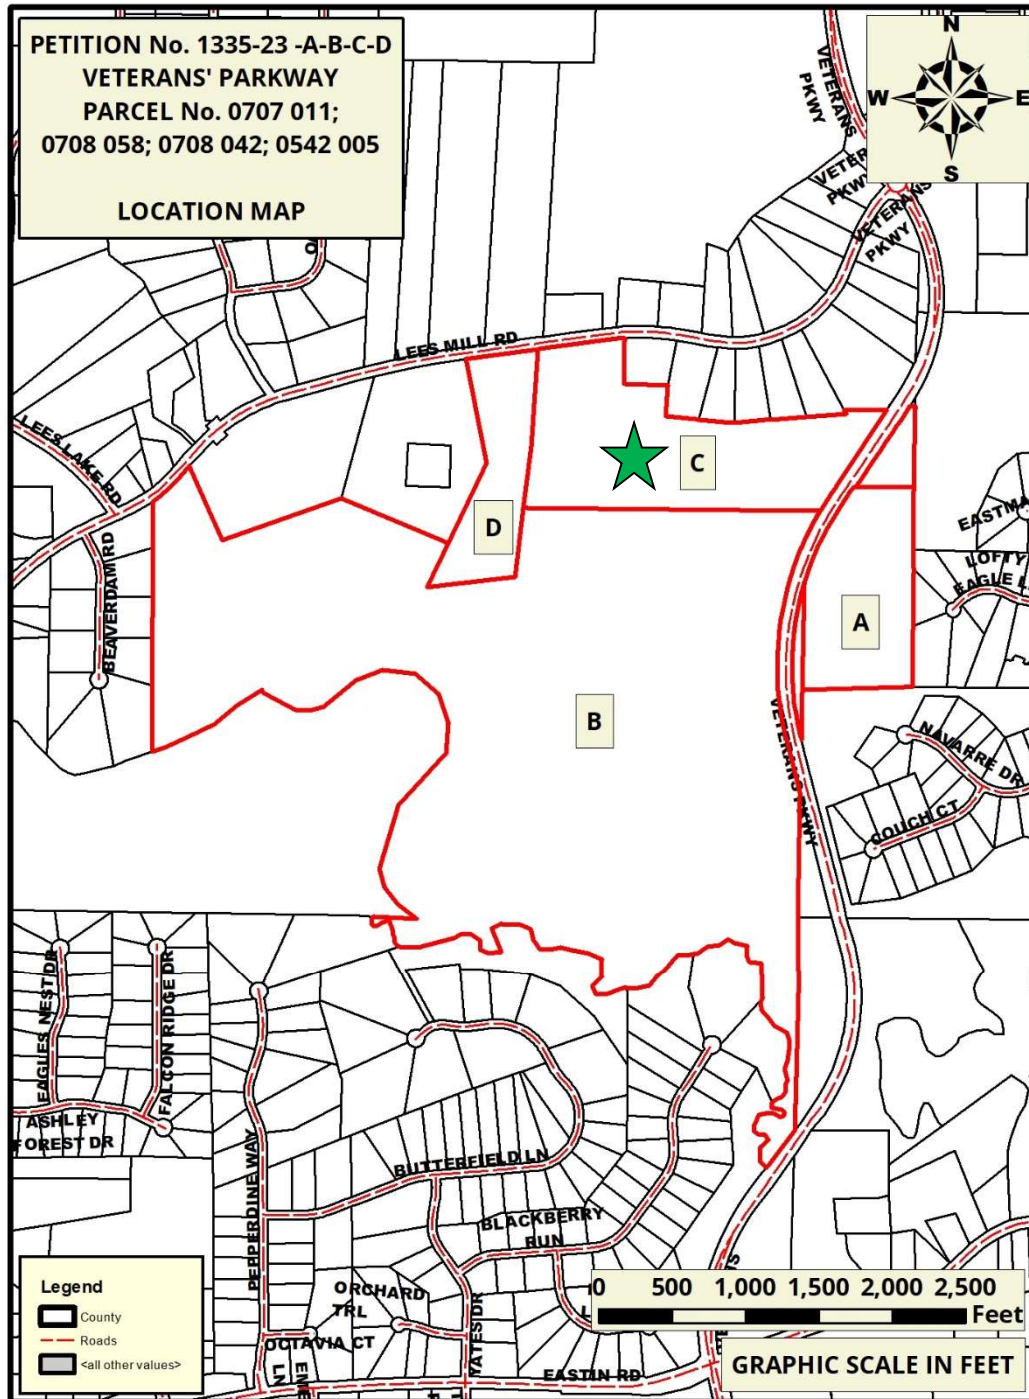 PETITION No. 1335-23 -A-B-C-D
VETERANS' PARKWAY
PARCEL No. 0707 011;
0708 058; 0708 042; 0542 005
LOCATION MAP
N
W
E
S
VETERANS
PKWY
PKWY
VETERANS
PKWY
LEES MILL RD
LEES LAKE RD
BEAVERDAM RD
C
D
A
B
LOFTY
EAGLE
VETERANS PKWY
NAVARRE DR
COUCH CT
EAGLES NEST DR
FALCON RIDGE DR
ASHLEY
FOREST DR
PEPPERDINE WAY
BUTTERFIELD LN
BLACKBERRY
RUN
ORCHARD
TRL
OCTAVIA CT
LN
YATES DR
EASTIN RD
Legend
County
Roads
<all other values>
0 500 1,000 1,500 2,000 2,500
Feet
GRAPHIC SCALE IN FEET